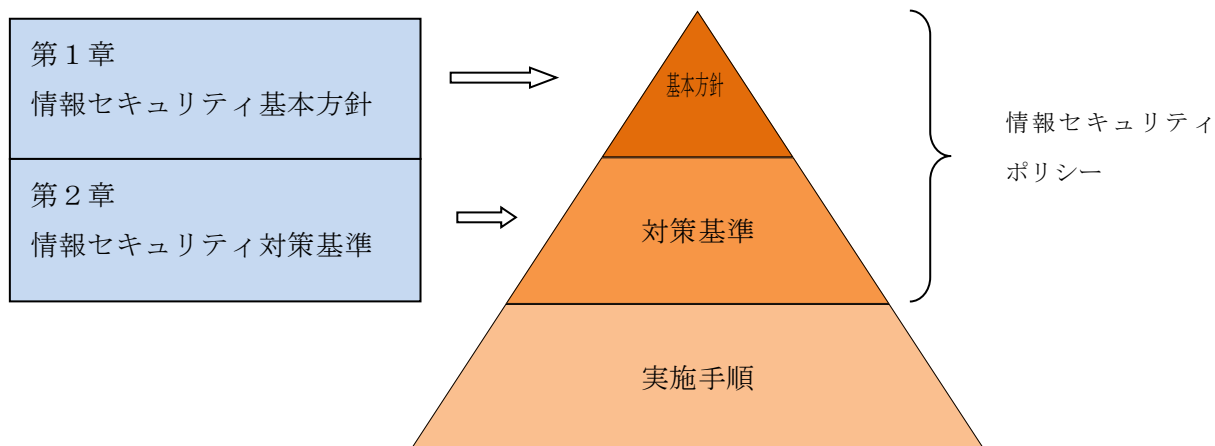 第１章
情報セキュリティ基本方針
第２章
情報セキュリティ対策基準
基本方針
対策基準
実施手順
情報セキュリティ
ポリシー